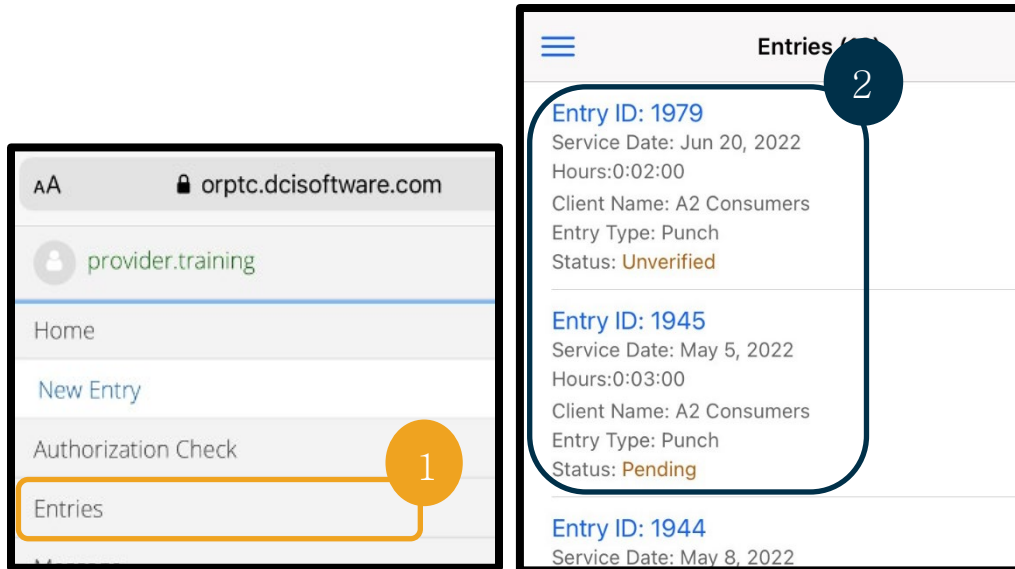 AA
orptc.dcisoftware.com
provider.training
Home
New Entry
Authorization Check
1
Entries
Entries
2
Entry ID: 1979
Service Date: Jun 20, 2022
Hours:0:02:00
Client Name: A2 Consumers
Entry Type: Punch
Status: Unverified
Entry ID: 1945
Service Date: May 5, 2022
Hours:0:03:00
Client Name: A2 Consumers
Entry Type: Punch
Status: Pending
Entry ID: 1944
Service Date: May 8, 2022